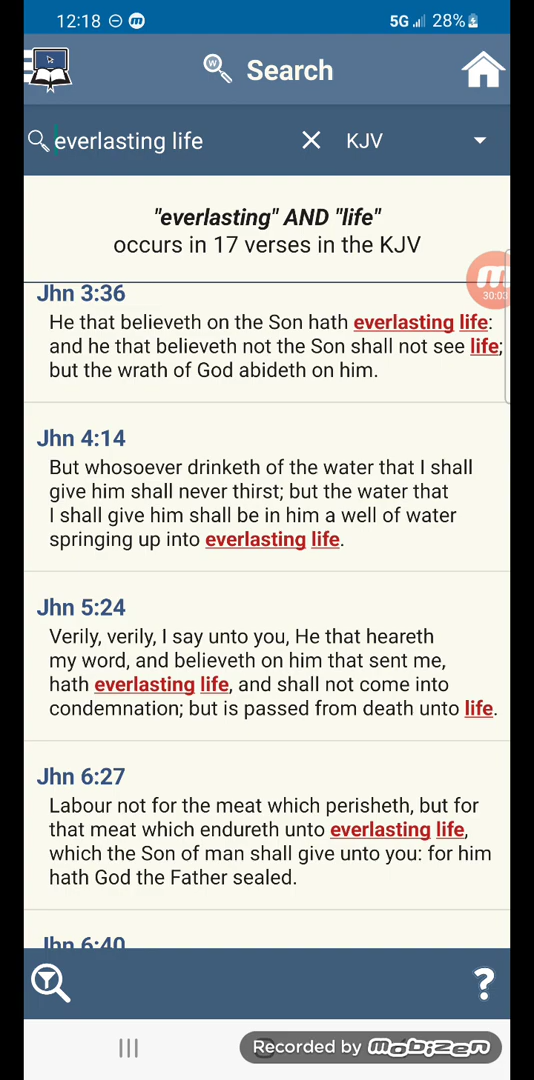 12:18
5G 28%
W
Search
everlasting life
KJV
"everlasting" AND "life"
occurs in 17 verses in the KJV
30:03
Jhn 3:36
He that believeth on the Son hath everlasting life:
and he that believeth not the Son shall not see life;
but the wrath of God abideth on him.
Jhn 4:14
But whosoever drinketh of the water that I shall
give him shall never thirst; but the water that
I shall give him shall be in him a well of water
springing up into everlasting life.
Jhn 5:24
Verily, verily, I say unto you, He that heareth
my word, and believeth on him that sent me,
hath everlasting life, and shall not come into
condemnation; but is passed from death unto life.
Jhn 6:27
Labour not for the meat which perisheth, but for
that meat which endureth unto everlasting life,
which the Son of man shall give unto you: for him
hath God the Father sealed.
Jhn 6:40
?
Recorded by mobizen